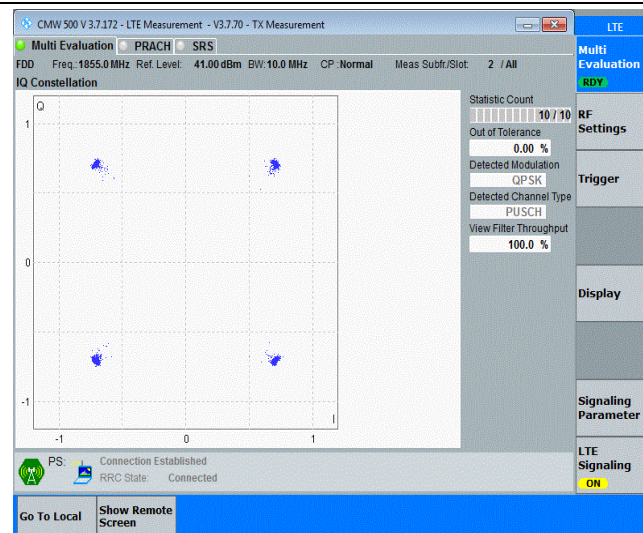 CMW 500 V 3.7.172 - LTE Measurement - V3.7.70 - TX Measurement
LTE
Multi Evaluation PRACH SRS
FDD Freq.:1855.0 MHz Ref. Level: 41.00 dBm BW:10.0 MHz CP :Normal Meas Subfr./Slot: 2 / All
IQ Constellation
Q
1
0
-1
I
-1 0 1
Statistic Count
10 / 10
Out of Tolerance
0.00 %
Detected Modulation
QPSK
Detected Channel Type
PUSCH
View Filter Throughput
100.0 %
PS: Connection Established
RRC State: Connected
Multi
Evaluation
RDY
RF
Settings
Trigger
Display
Signaling
Parameter
LTE
Signaling
ON
Go To Local
Show Remote
Screen